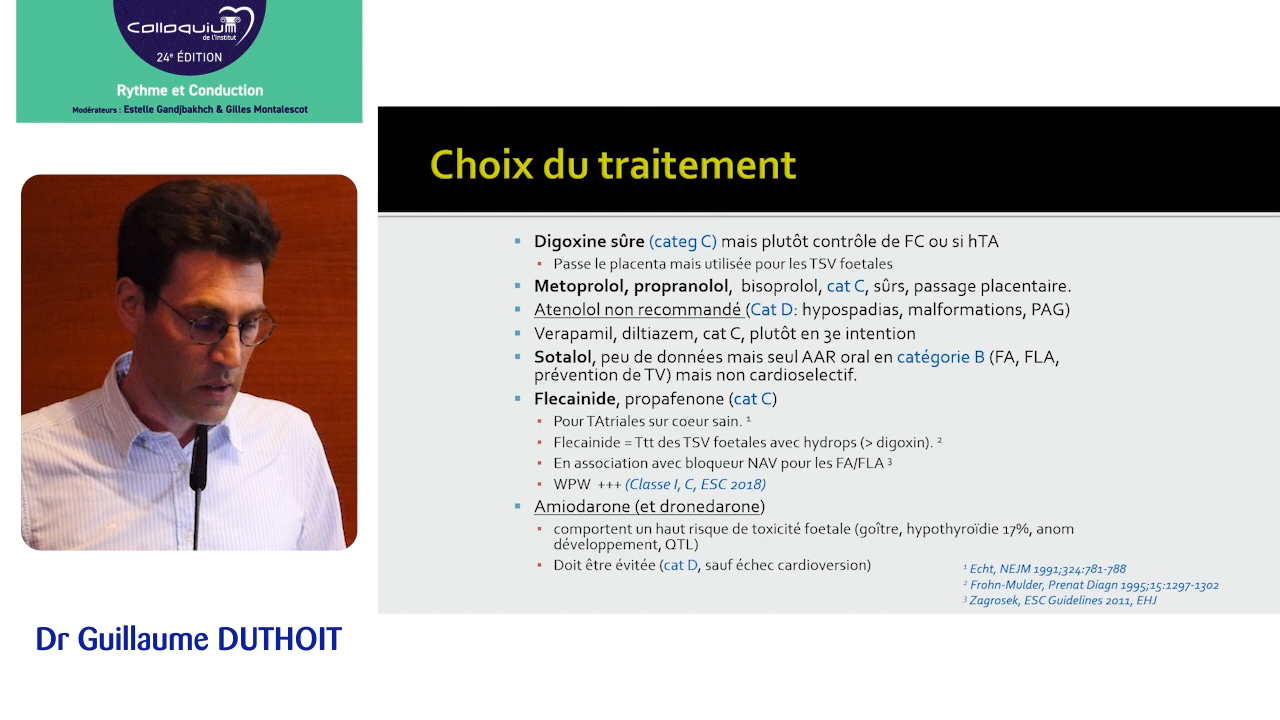 Colloquium
de l'Institut
24e ÉDITION
Rythme et Conduction
Modérateurs : Estelle Gandjbakhch & Gilles Montalescot
Choix du traitement
Digoxine sûre (categ C) mais plutôt contrôle de FC ou si hTA
Passe le placenta mais utilisée pour les TSV foetales
Metoprolol, propranolol, bisoprolol, cat C, sûrs, passage placentaire.
Atenolol non recommandé (Cat D: hypospadias, malformations, PAG)
Verapamil, diltiazem, cat C, plutôt en 3e intention
Sotalol, peu de données mais seul AAR oral en catégorie B (FA, FLA,
prévention de TV) mais non cardioselectif.
Flecainide, propafenone (cat C)
Pour TAtriales sur coeur sain. 1
Flecainide = Ttt des TSV foetales avec hydrops (> digoxin). 2
En association avec bloqueur NAV pour les FA/FLA 3
WPW +++ (Classe I, C, ESC 2018)
Amiodarone (et dronedarone)
comportent un haut risque de toxicité foetale (goître, hypothyroïdie 17%, anom
développement, QTL)
Doit être évitée (cat D, sauf échec cardioversion)
1 Echt, NEJM 1991;324:781-788
2 Frohn-Mulder, Prenat Diagn 1995;15:1297-1302
3 Zagrosek, ESC Guidelines 2011, EHJ
Dr Guillaume DUTHOIT